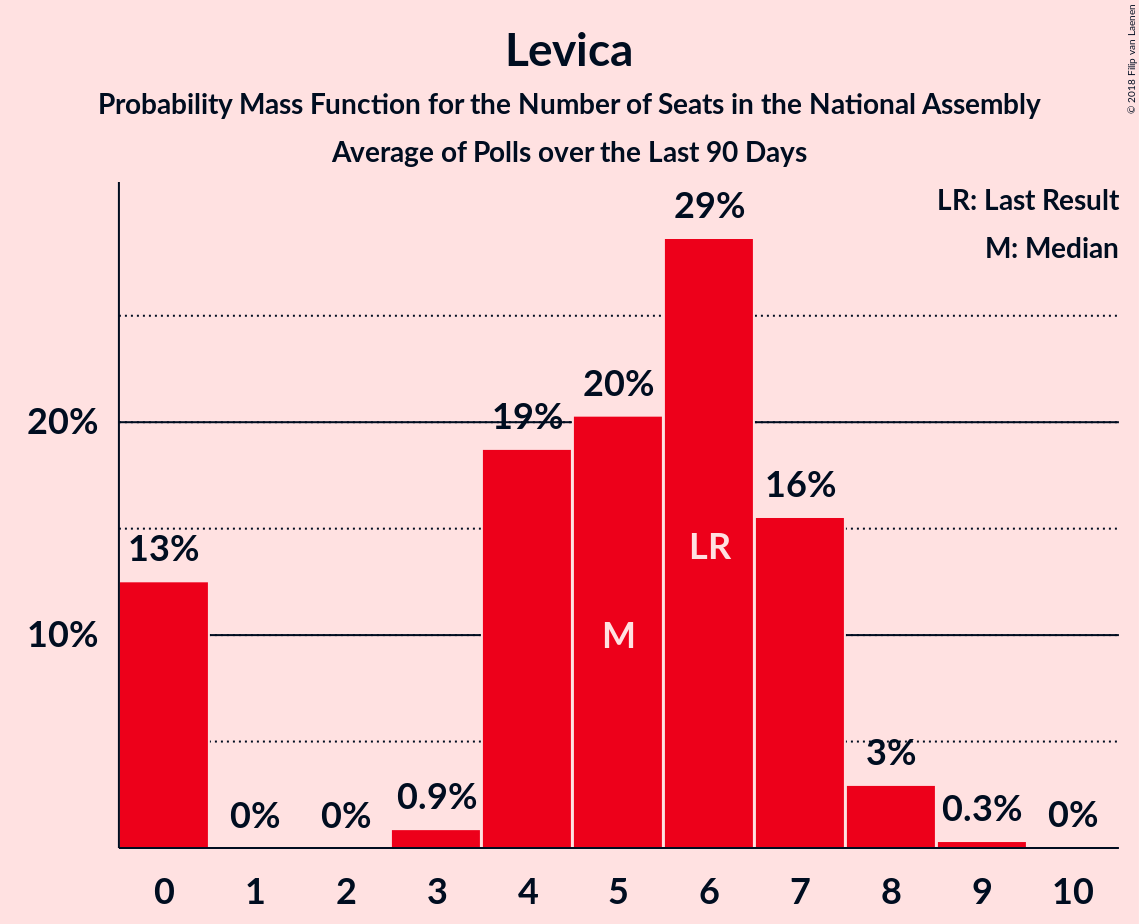 Levica
Probability Mass Function for the Number of Seats in the National Assembly
Average of Polls over the Last 90 Days
© 2018 Filip van Laenen
LR: Last Result
M: Median
29%
20%
19%
20%
16%
13%
LR
M
10%
3%
0.9%
0.3%
0%
0%
0%
0 1 2 3 4 5 6 7 8 9 10